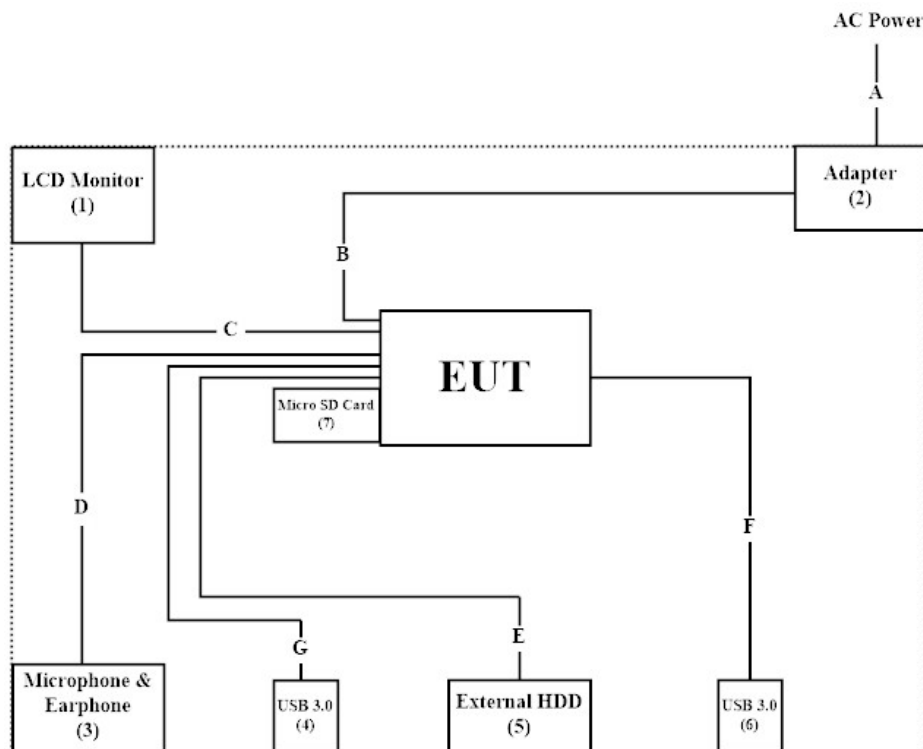 AC Power
A
LCD Monitor
(1)
Adapter
(2)
B
C
EUT
Micro SD Card
(7)
D
F
E
G
Microphone &
Earphone
(3)
USB 3.0
(4)
External HDD
(5)
USB 3.0
(6)